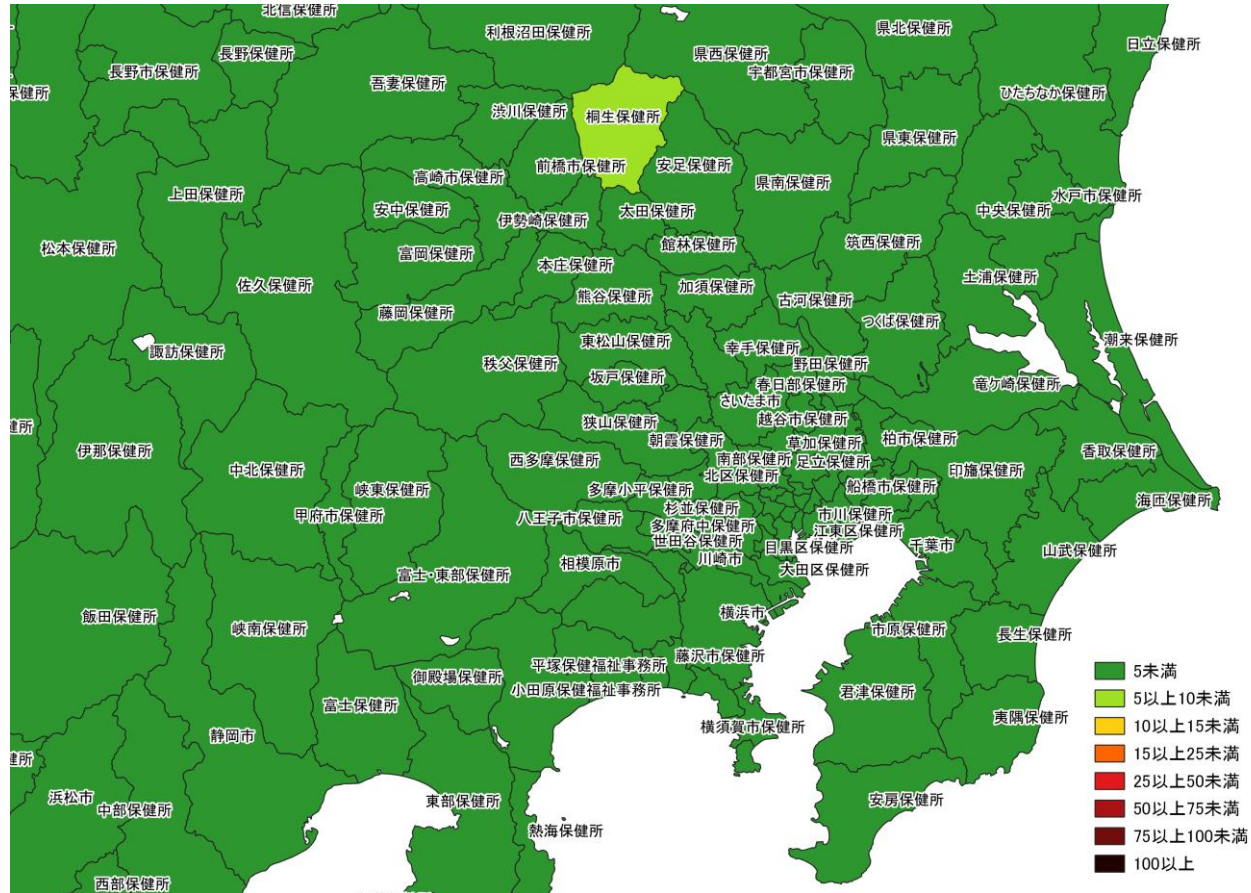 北信保健所
利根沼田保健所
県北保健所
日立保健所
長野保健所
長野市保健所
県西保健所
宇都宮市保健所
保健所
吾妻保健所
ひたちなか保健所
渋川保健所
桐生保健所
県東保健所
前橋市保健所
安足保健所
高崎市保健所
県南保健所
上田保健所
水戸市保健所
安中保健所
伊勢崎保健所
太田保健所
中央保健所
松本保健所
富岡保健所
館林保健所
筑西保健所
本庄保健所
土浦保健所
佐久保健所
熊谷保健所
加須保健所
古河保健所
藤岡保健所
つくば保健所
東松山保健所
幸手保健所
潮来保健所
諏訪保健所
秩父保健所
野田保健所
坂戸保健所
春日部保健所
竜ケ崎保健所
さいたま市
狭山保健所
越谷市保健所
健所
朝霞保健所
草加保健所
柏市保健所
伊那保健所
香取保健所
西多摩保健所
南部保健所
足立保健所
中北保健所
峡東保健所
北区保健所
印旛保健所
多摩小平保健所
船橋市保健所
海匝保健所
杉並保健所
甲府市保健所
八王子市保健所
市川保健所
多摩府中保健所
江東区保健所
世田谷保健所
目黒区保健所
千葉市
山武保健所
川崎市
相模原市
大田区保健所
富士・東部保健所
飯田保健所
横浜市
峡南保健所
市原保健所
長生保健所
藤沢市保健所
平塚保健福祉事務所
御殿場保健所
小田原保健福祉事務所
君津保健所
富士保健所
夷隅保健所
横須賀市保健所
静岡市
健所
浜松市
中部保健所
東部保健所
安房保健所
熱海保健所
西部保健所
5未満
5以上10未満
10以上15未満
15以上25未満
25以上50未満
50以上75未満
75以上100未満
100以上